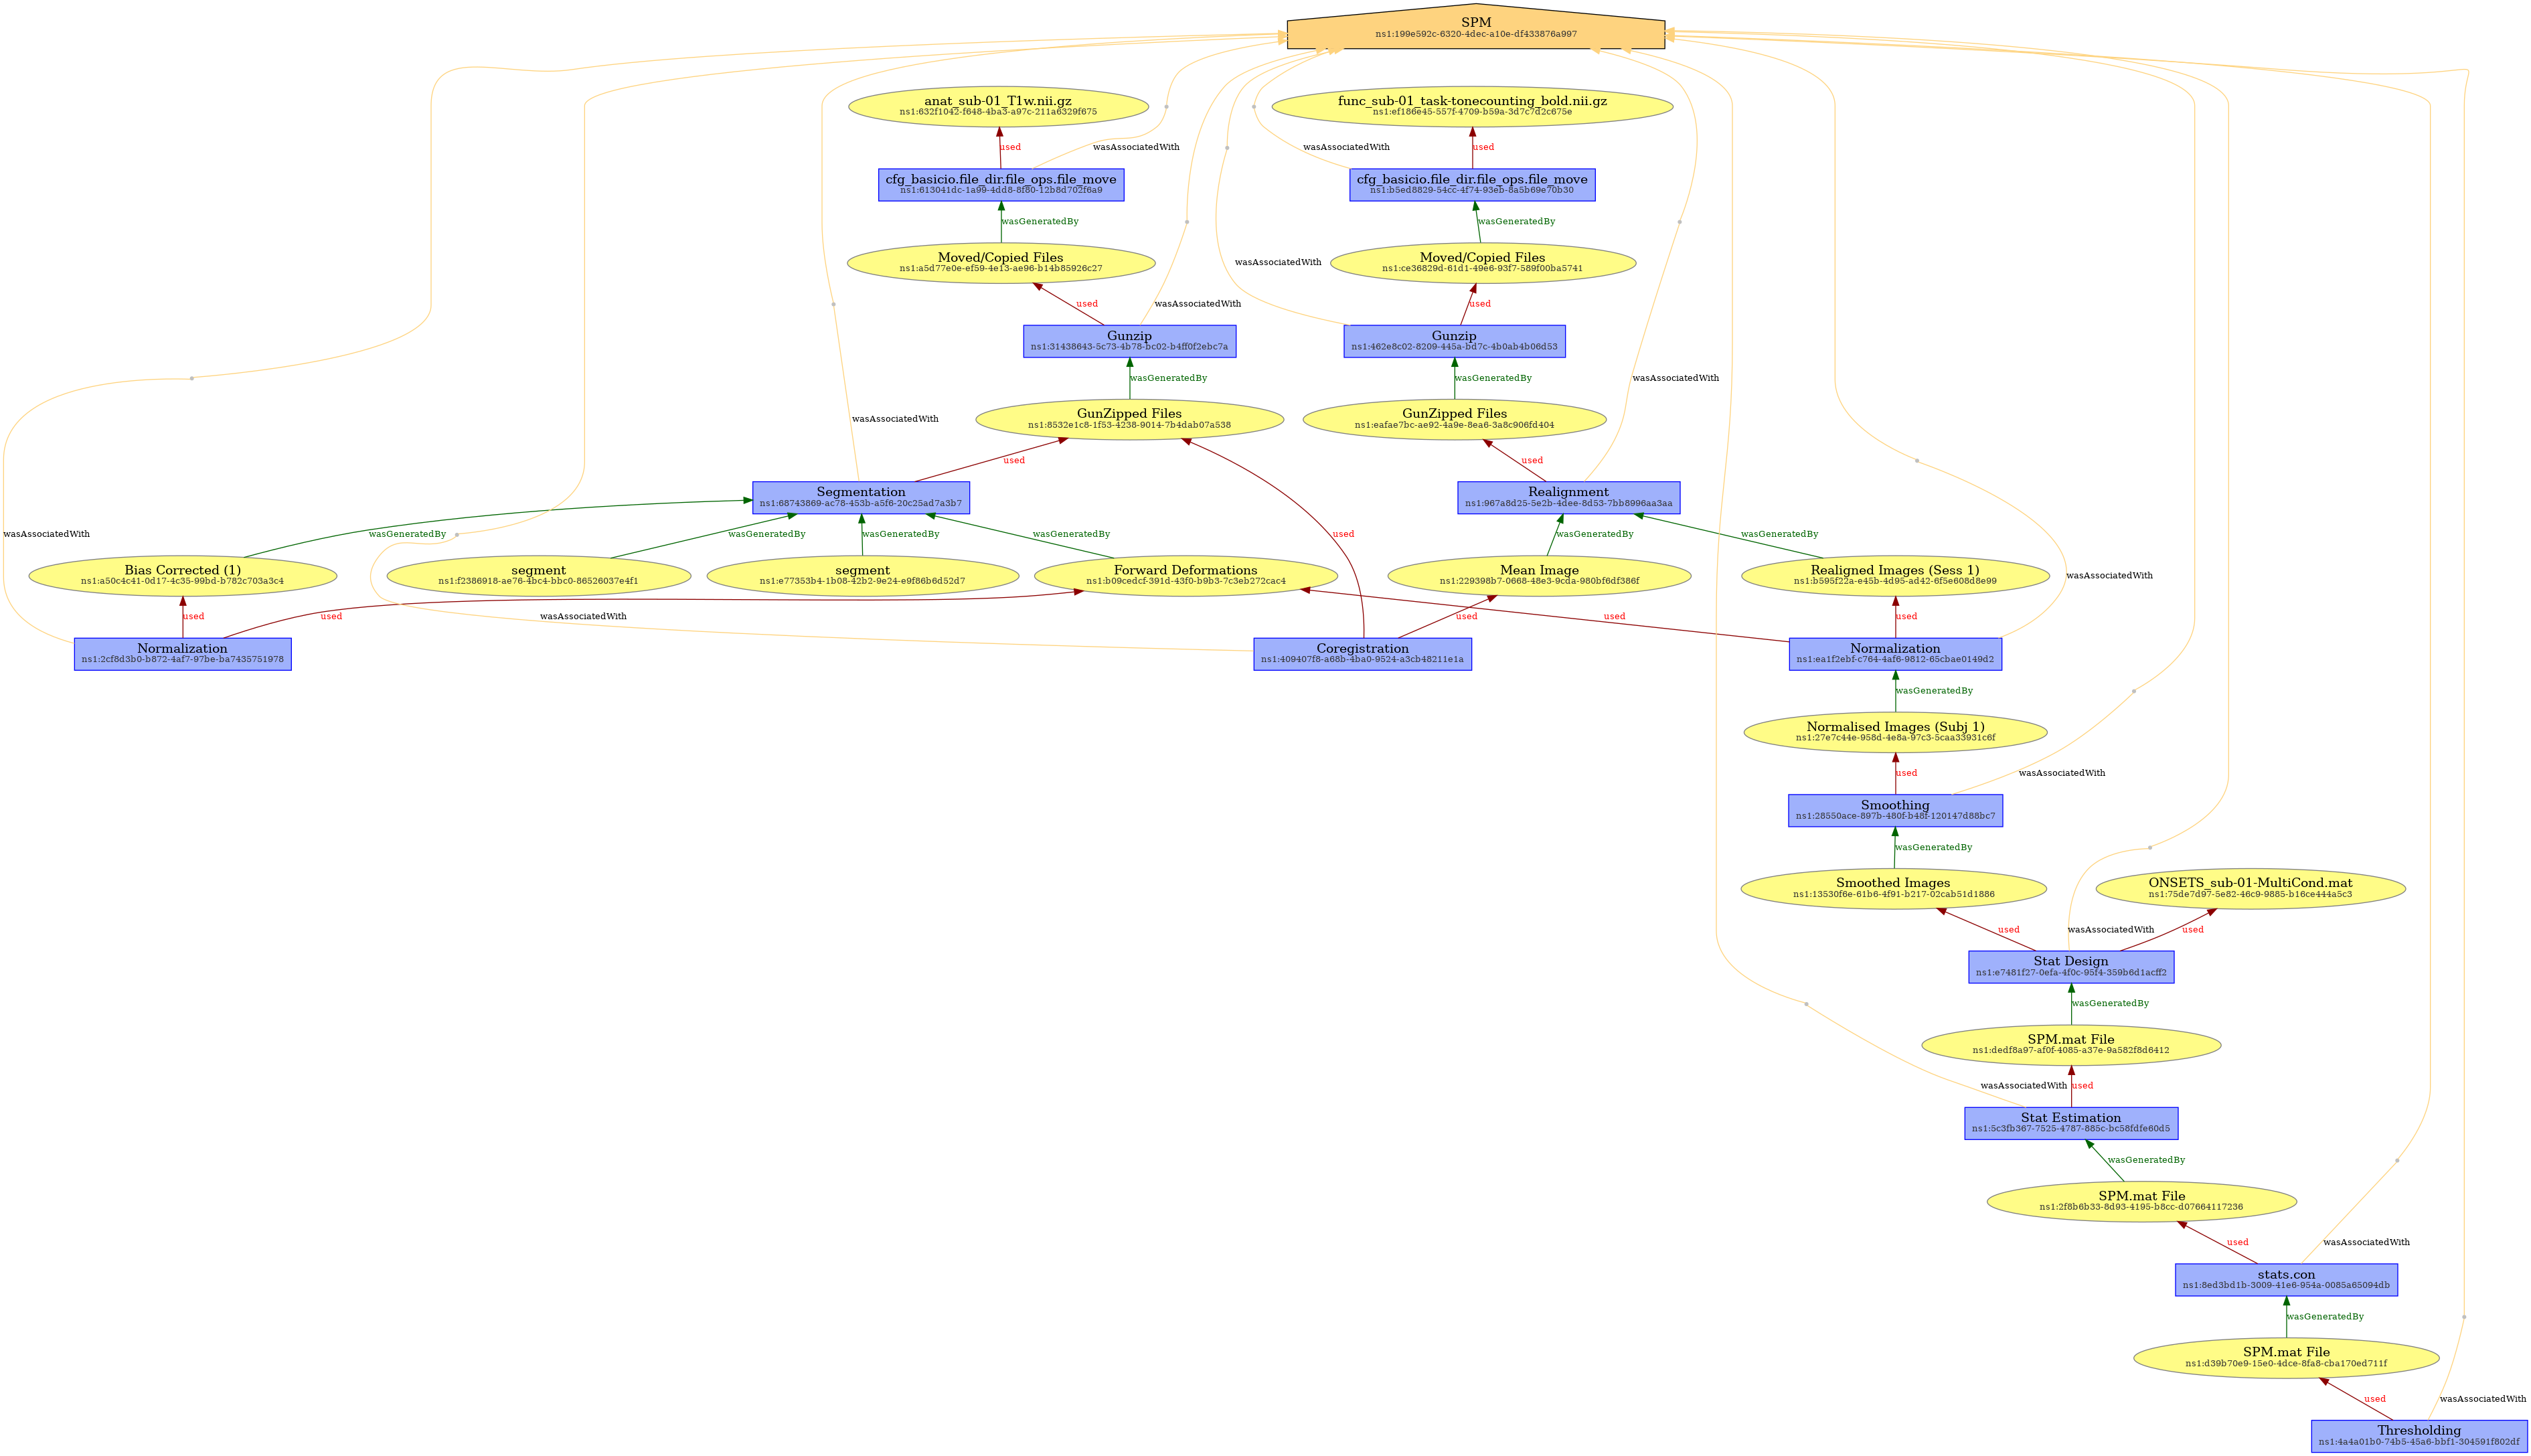 SPM
ns1:199e592c-6320-4dec-a10e-df433876a997
anat_sub-01_T1w.nii.gz
ns1:632f1042-f648-4ba3-a97c-211a6329f675
func_sub-01_task-tonecounting_bold.nii.gz
ns1:ef186e45-557f-4709-b59a-3d7c7d2c675e
used
wasAssociatedWith
wasAssociatedWith
used
cfg_basicio.file_dir.file_ops.file_move
ns1:613041dc-1a99-4dd8-8f80-12b8d702f6a9
cfg_basicio.file_dir.file_ops.file_move
ns1:b5ed8829-54cc-4f74-93eb-8a5b69e70b30
wasGeneratedBy
wasGeneratedBy
Moved/Copied Files
ns1:a5d77e0e-ef59-4e13-ae96-b14b85926c27
wasAssociatedWith
Moved/Copied Files
ns1:ce36829d-61d1-49e6-93f7-589f00ba5741
used
wasAssociatedWith
used
Gunzip
ns1:31438643-5c73-4b78-bc02-b4ff0f2ebc7a
Gunzip
ns1:462e8c02-8209-445a-bd7c-4b0ab4b06d53
wasGeneratedBy
wasGeneratedBy
wasAssociatedWith
wasAssociatedWith
GunZipped Files
ns1:8532e1c8-1f53-4238-9014-7b4dab07a538
GunZipped Files
ns1:eafae7bc-ae92-4a9e-8ea6-3a8c906fd404
used
used
Segmentation
ns1:68743869-ac78-453b-a5f6-20c25ad7a3b7
Realignment
ns1:967a8d25-5e2b-4dee-8d53-7bb8996aa3aa
wasAssociatedWith
wasGeneratedBy
wasGeneratedBy
wasGeneratedBy
wasGeneratedBy
used
wasGeneratedBy
wasGeneratedBy
Bias Corrected (1)
ns1:a50c4c41-0d17-4c35-99bd-b782c703a3c4
segment
ns1:f2386918-ae76-4bc4-bbc0-86526037e4f1
segment
ns1:e77353b4-1b08-42b2-9e24-e9f86b6d52d7
Forward Deformations
ns1:b09cedcf-391d-43f0-b9b3-7c3eb272cac4
Mean Image
ns1:229398b7-0668-48e3-9cda-980bf6df386f
Realigned Images (Sess 1)
ns1:b595f22a-e45b-4d95-ad42-6f5e608d8e99
wasAssociatedWith
used
used
wasAssociatedWith
used
used
used
Normalization
ns1:2cf8d3b0-b872-4af7-97be-ba7435751978
Coregistration
ns1:409407f8-a68b-4ba0-9524-a3cb48211e1a
Normalization
ns1:ea1f2ebf-c764-4af6-9812-65cbae0149d2
wasGeneratedBy
Normalised Images (Subj 1)
ns1:27e7c44e-958d-4e8a-97c3-5caa33931c6f
used
wasAssociatedWith
Smoothing
ns1:28550ace-897b-480f-b48f-120147d88bc7
wasGeneratedBy
Smoothed Images
ns1:13530f6e-61b6-4f91-b217-02cab51d1886
ONSETS_sub-01-MultiCond.mat
ns1:75de7d97-5e82-46c9-9885-b16ce444a5c3
used
wasAssociatedWith
used
Stat Design
ns1:e7481f27-0efa-4f0c-95f4-359b6d1acff2
wasGeneratedBy
SPM.mat File
ns1:dedf8a97-af0f-4085-a37e-9a582f8d6412
wasAssociatedWith
used
Stat Estimation
ns1:5c3fb367-7525-4787-885c-bc58fdfe60d5
wasGeneratedBy
SPM.mat File
ns1:2f8b6b33-8d93-4195-b8cc-d07664117236
used
wasAssociatedWith
stats.con
ns1:8ed3bd1b-3009-41e6-954a-0085a65094db
wasGeneratedBy
SPM.mat File
ns1:d39b70e9-15e0-4dce-8fa8-cba170ed711f
used
wasAssociatedWith
Thresholding
ns1:4a4a01b0-74b5-45a6-bbf1-304591f802df